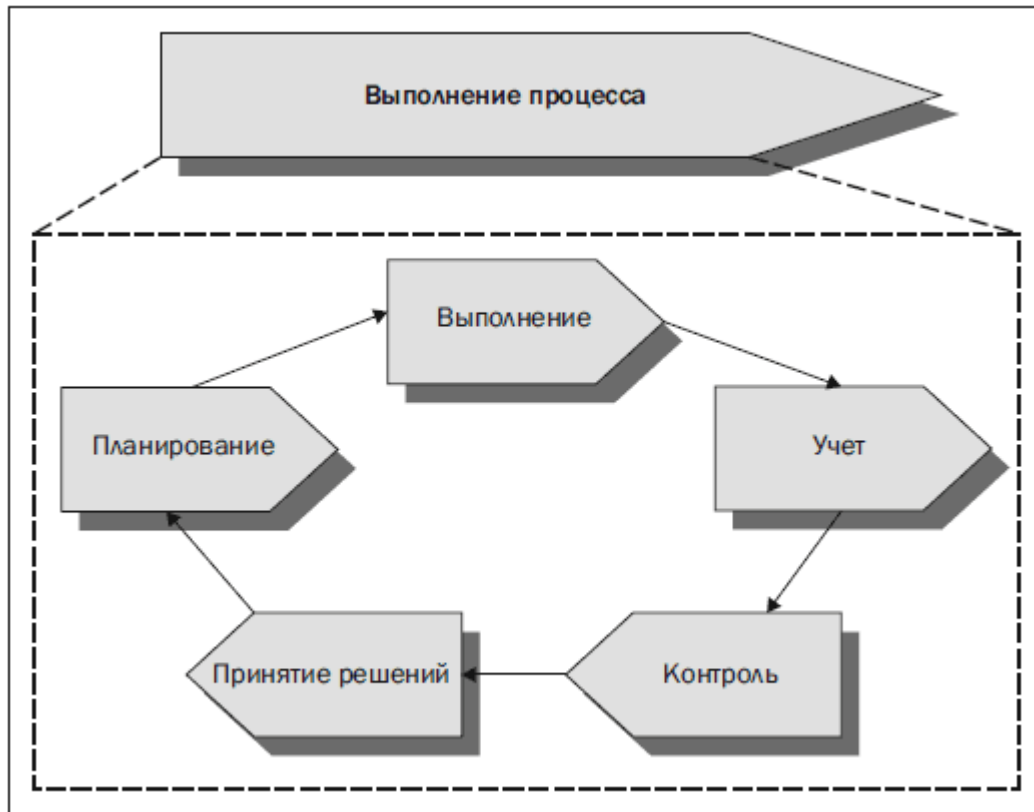 Выполнение процесса
Выполнение
Планирование
Учет
Принятие решений
Контроль